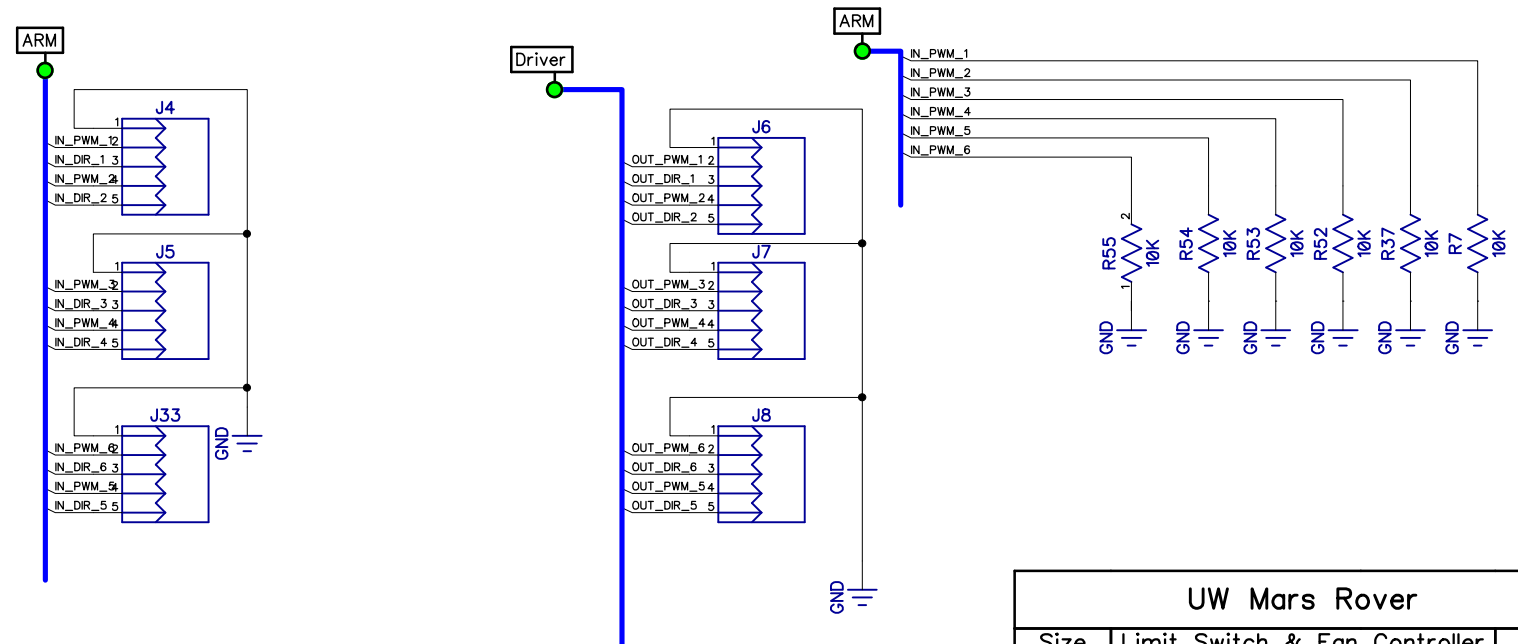 ARM
J4
1
IN_PWM_1 2
IN_DIR_1 3
IN_PWM_2 4
IN_DIR_2 5
J5
1
IN_PWM_3 2
IN_DIR_3 3
IN_PWM_4 4
IN_DIR_4 5
J33
1
IN_PWM_6 2
IN_DIR_6 3
IN_PWM_5 4
IN_DIR_5 5
GND
Driver
J6
1
OUT_PWM_1 2
OUT_DIR_1 3
OUT_PWM_2 4
OUT_DIR_2 5
J7
1
OUT_PWM_3 2
OUT_DIR_3 3
OUT_PWM_4 4
OUT_DIR_4 5
J8
1
OUT_PWM_6 2
OUT_DIR_6 3
OUT_PWM_5 4
OUT_DIR_5 5
GND
ARM
IN_PWM_1
IN_PWM_2
IN_PWM_3
IN_PWM_4
IN_PWM_5
IN_PWM_6
2
R55
10K
1
R54
10K
R53
10K
R52
10K
R37
10K
R7
10K
GND
GND
GND
GND
GND
GND
UW Mars Rover
Size
Limit Switch & Fan Controller